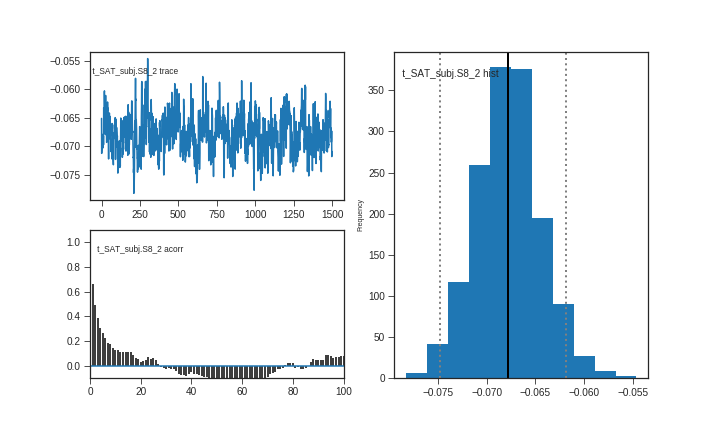 t_SAT_subj.S8_2 trace
−0.055
−0.060
−0.065
−0.070
−0.075
0 250 500 750 1000 1250 1500
t_SAT_subj.S8_2 acorr
1.0
0.8
0.6
0.4
0.2
0.0
0 20 40 60 80 100
t_SAT_subj.S8_2 hist
Frequency
350
300
250
200
150
100
50
0
−0.075 −0.070 −0.065 −0.060 −0.055